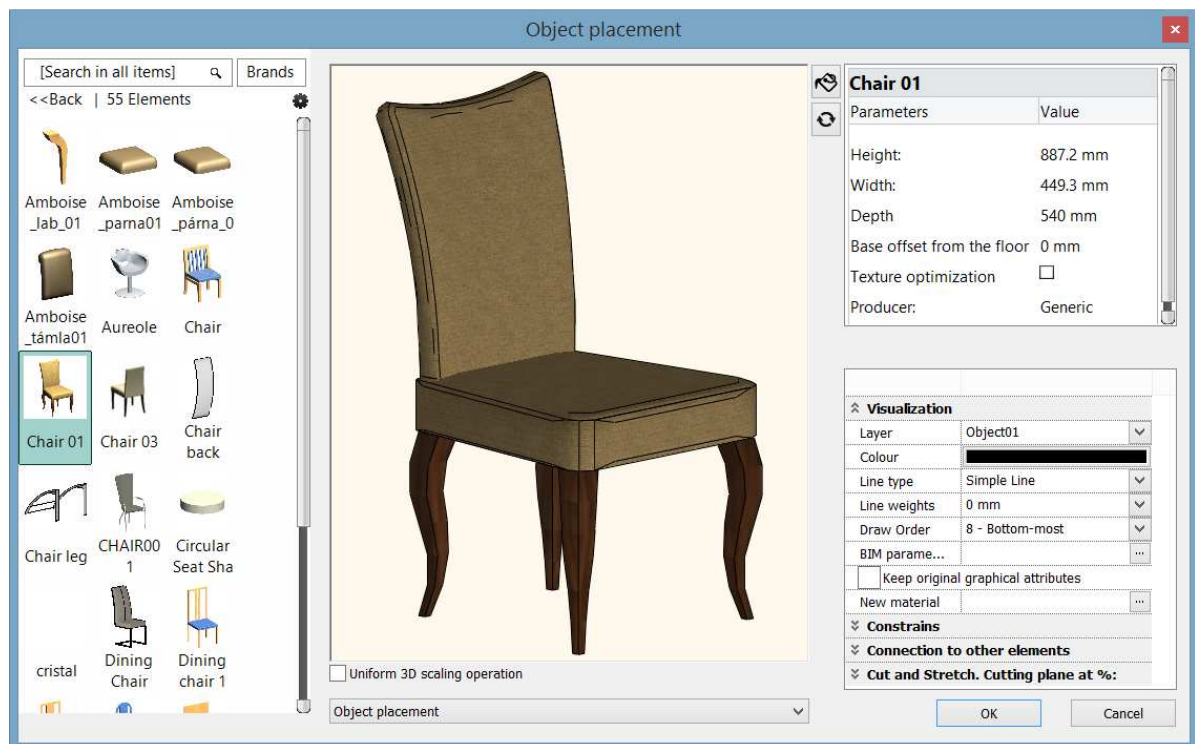 Object placement
[Search in all items]
Brands
<<Back | 55 Elements
Amboise _lab_01
Amboise _parna01
Amboise _párna_0
Amboise _támla01
Aureole
Chair
Chair 01
Chair 03
Chair back
Chair leg
CHAIR00 1
Circular Seat Sha
cristal
Dining Chair
Dining chair 1
Uniform 3D scaling operation
Object placement
Chair 01
Parameters Value
Height: 887.2 mm
Width: 449.3 mm
Depth 540 mm
Base offset from the floor 0 mm
Texture optimization
Producer: Generic
Visualization
Layer Object01
Colour
Line type Simple Line
Line weights 0 mm
Draw Order 8 - Bottom-most
BIM parame... ...
Keep original graphical attributes
New material ...
Constrains
Connection to other elements
Cut and Stretch. Cutting plane at %:
OK
Cancel